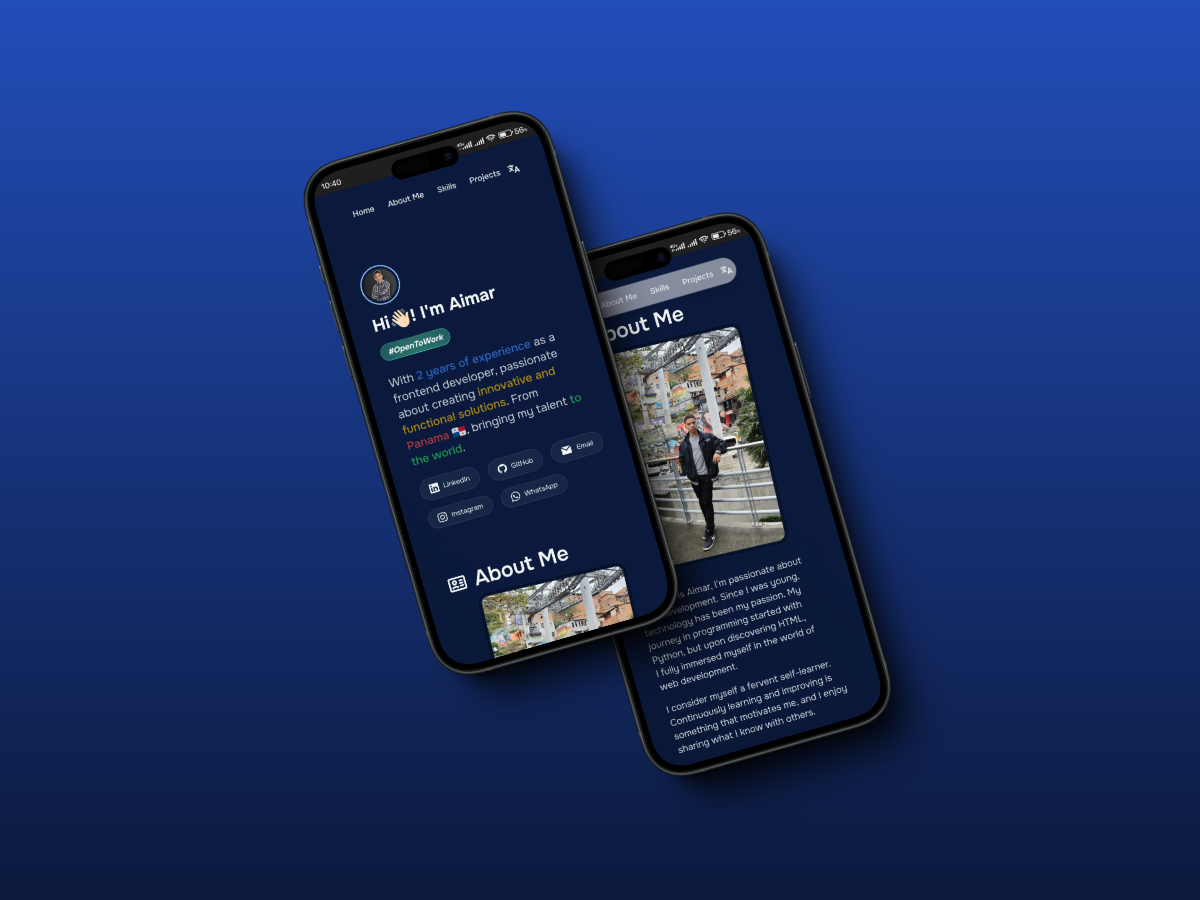 10:40
56%
Home About Me Skills Projects
Hi👋🏻! I'm Aimar
#OpenToWork
With 2 years of experience as a
frontend developer, passionate
about creating innovative and
functional solutions. From
Panama 🇵🇦, bringing my talent to
the world.
LinkedIn GitHub Email
Instagram WhatsApp
About Me
56%
About Me Skills Projects
bout Me
is Aimar, I'm passionate about
velopment. Since I was young,
technology has been my passion. My
journey in programming started with
Python, but upon discovering HTML,
I fully immersed myself in the world of
web development.
I consider myself a fervent self-learner.
Continuously learning and improving is
something that motivates me, and I enjoy
sharing what I know with others.